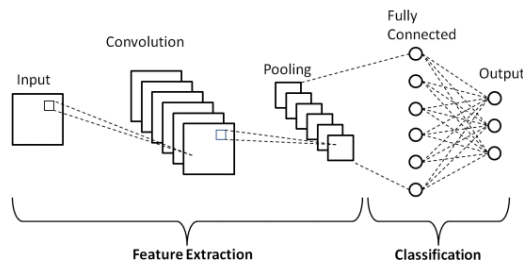 Input
Convolution
Pooling
Fully
Connected
Output
Feature Extraction
Classification